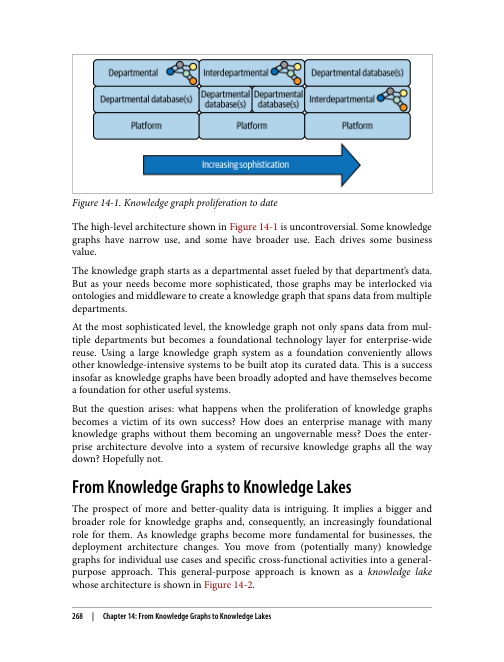 Departmental
Interdepartmental
Departmental database(s)
Departmental database(s)
Departmental
database(s)
Departmental
database(s)
Interdepartmental
Platform
Platform
Platform
Increasing sophistication
Figure 14-1. Knowledge graph proliferation to date
The high-level architecture shown in Figure 14-1 is uncontroversial. Some knowledge
graphs have narrow use, and some have broader use. Each drives some business
value.
The knowledge graph starts as a departmental asset fueled by that department’s data.
But as your needs become more sophisticated, those graphs may be interlocked via
ontologies and middleware to create a knowledge graph that spans data from multiple
departments.
At the most sophisticated level, the knowledge graph not only spans data from mul-
tiple departments but becomes a foundational technology layer for enterprise-wide
reuse. Using a large knowledge graph system as a foundation conveniently allows
other knowledge-intensive systems to be built atop its curated data. This is a success
insofar as knowledge graphs have been broadly adopted and have themselves become
a foundation for other useful systems.
But the question arises: what happens when the proliferation of knowledge graphs
becomes a victim of its own success? How does an enterprise manage with many
knowledge graphs without them becoming an ungovernable mess? Does the enter-
prise architecture devolve into a system of recursive knowledge graphs all the way
down? Hopefully not.
From Knowledge Graphs to Knowledge Lakes
The prospect of more and better-quality data is intriguing. It implies a bigger and
broader role for knowledge graphs and, consequently, an increasingly foundational
role for them. As knowledge graphs become more fundamental for businesses, the
deployment architecture changes. You move from (potentially many) knowledge
graphs for individual use cases and specific cross-functional activities into a general-
purpose approach. This general-purpose approach is known as a knowledge lake
whose architecture is shown in Figure 14-2.
268 | Chapter 14: From Knowledge Graphs to Knowledge Lakes